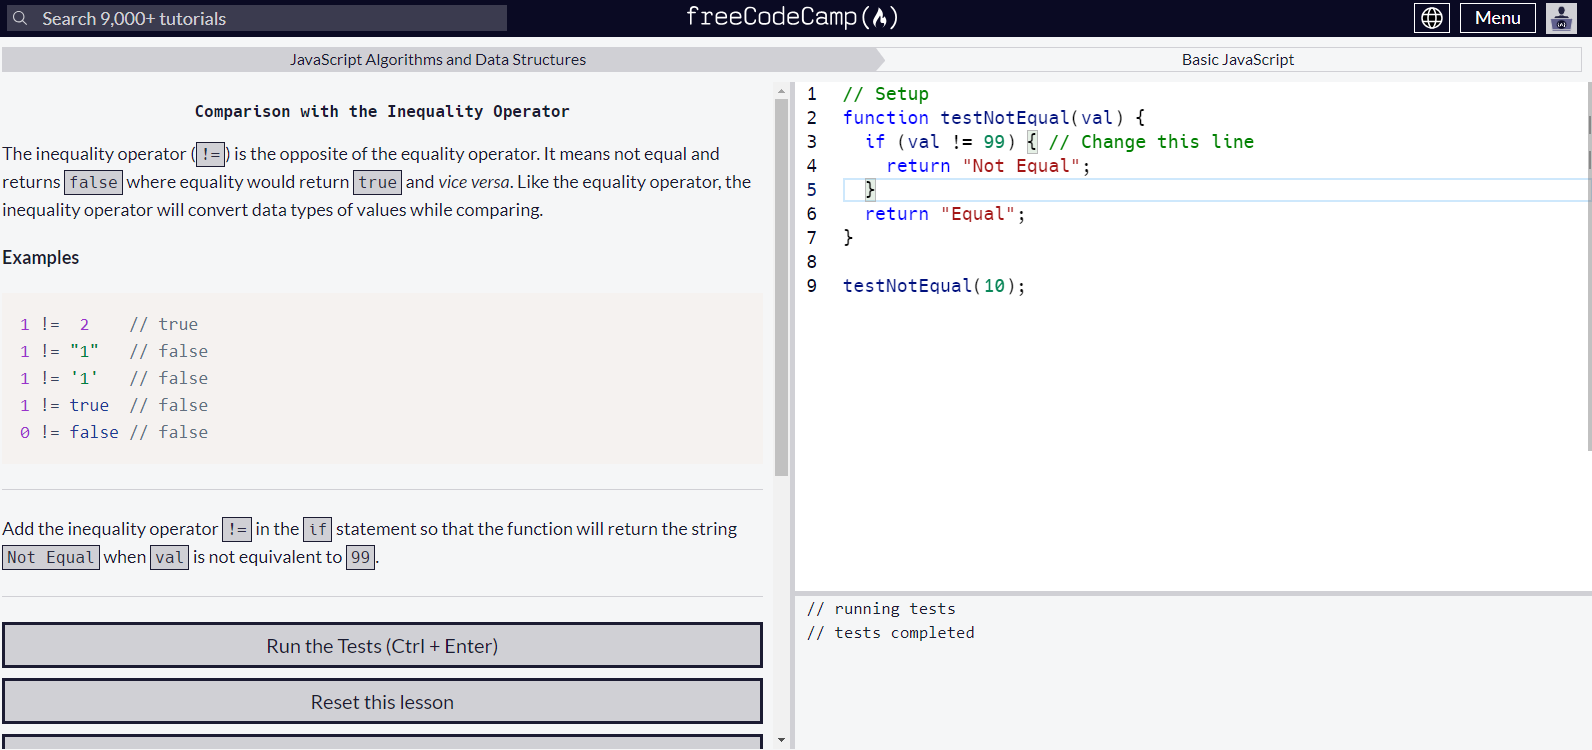 Search 9,000+ tutorials
freeCodeCamp(🔥)
Menu
JavaScript Algorithms and Data Structures
Basic JavaScript
Comparison with the Inequality Operator
The inequality operator (!=) is the opposite of the equality operator. It means not equal and
returns false where equality would return true and vice versa. Like the equality operator, the
inequality operator will convert data types of values while comparing.
Examples
1 !=  2    // true
1 != "1"   // false
1 != '1'   // false
1 != true  // false
0 != false // false
Add the inequality operator != in the if statement so that the function will return the string
Not Equal when val is not equivalent to 99.
Run the Tests (Ctrl + Enter)
Reset this lesson
1 // Setup
2 function testNotEqual(val) {
3   if (val != 99) { // Change this line
4     return "Not Equal";
5   }
6   return "Equal";
7 }
8
9 testNotEqual(10);
// running tests
// tests completed